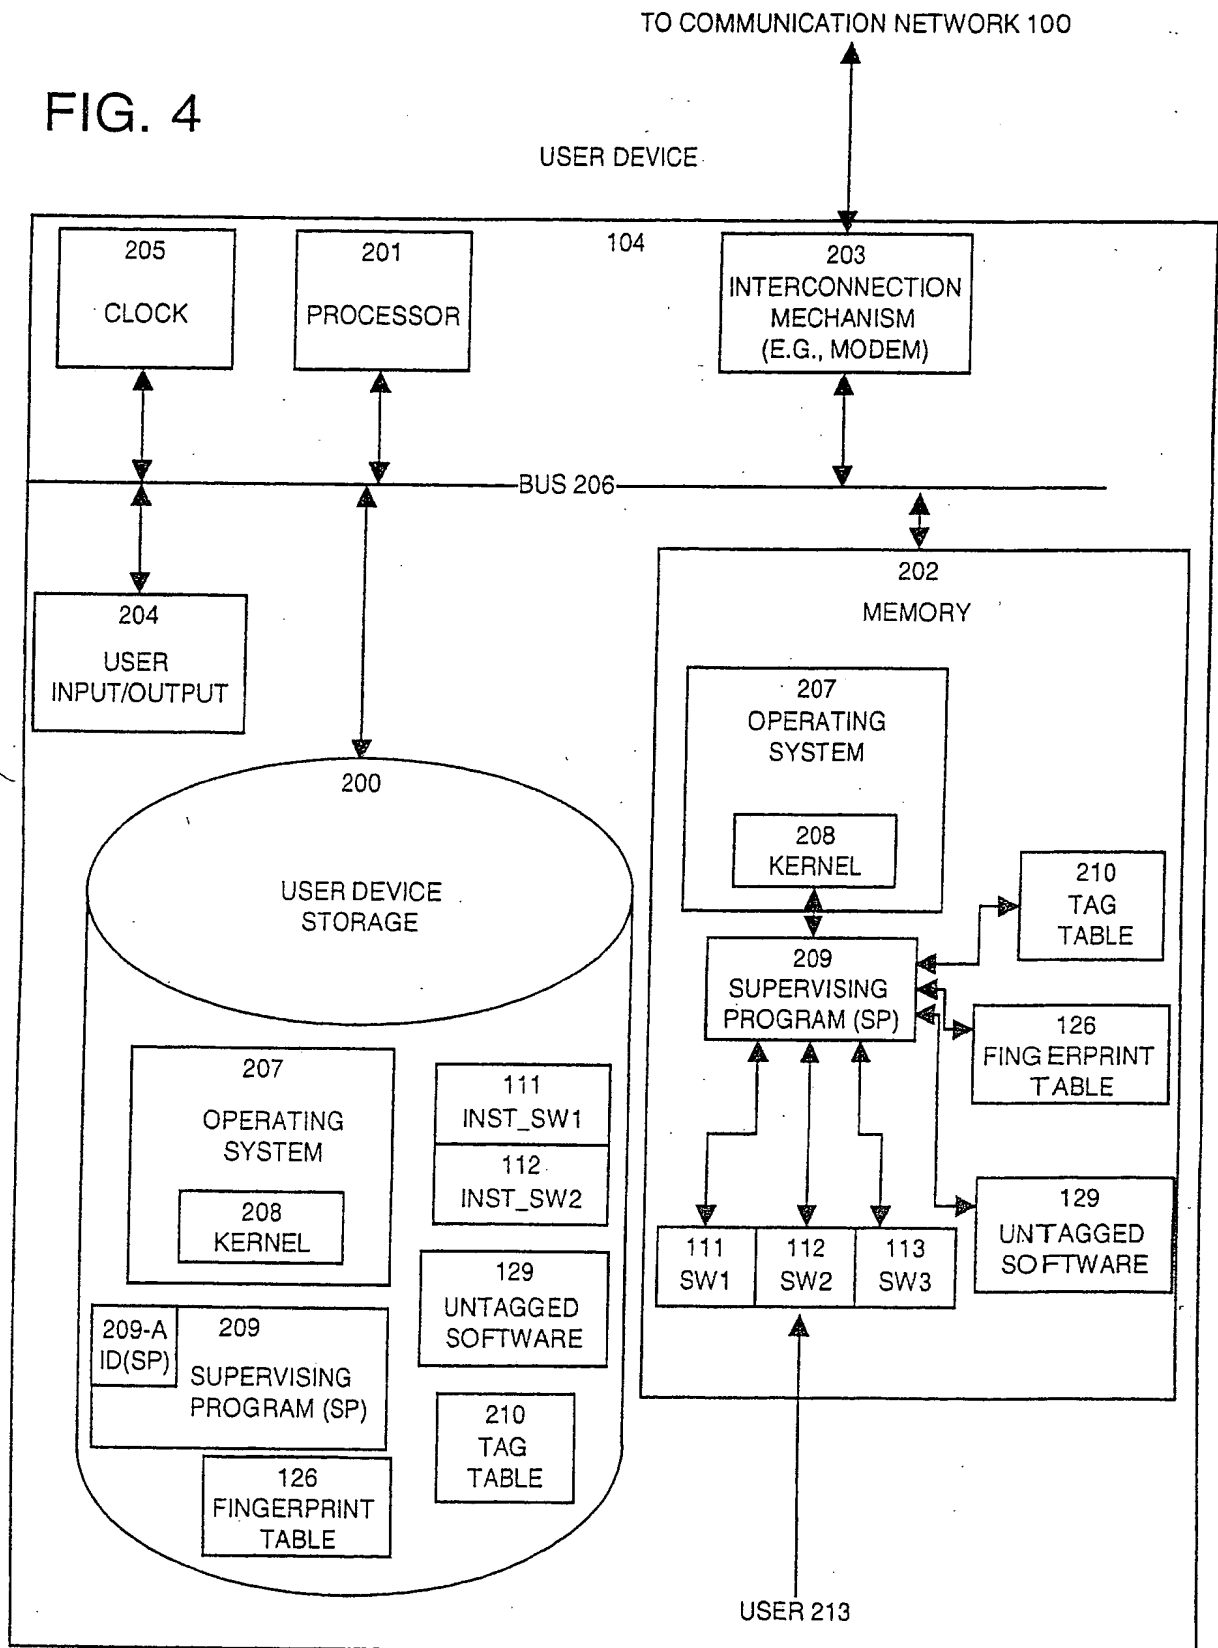 TO COMMUNICATION NETWORK 100
FIG. 4
USER DEVICE
104
205
CLOCK
201
PROCESSOR
203
INTERCONNECTION
MECHANISM
(E.G., MODEM)
BUS 206
204
USER
INPUT/OUTPUT
200
USER DEVICE
STORAGE
207
OPERATING
SYSTEM
208
KERNEL
111
INST_SW1
112
INST_SW2
129
UNTAGGED
SOFTWARE
209-A
ID(SP)
209
SUPERVISING
PROGRAM (SP)
210
TAG
TABLE
126
FINGERPRINT
TABLE
202
MEMORY
207
OPERATING
SYSTEM
208
KERNEL
209
SUPERVISING
PROGRAM (SP)
210
TAG
TABLE
126
FINGERPRINT
TABLE
129
UNTAGGED
SOFTWARE
111
SW1
112
SW2
113
SW3
USER 213